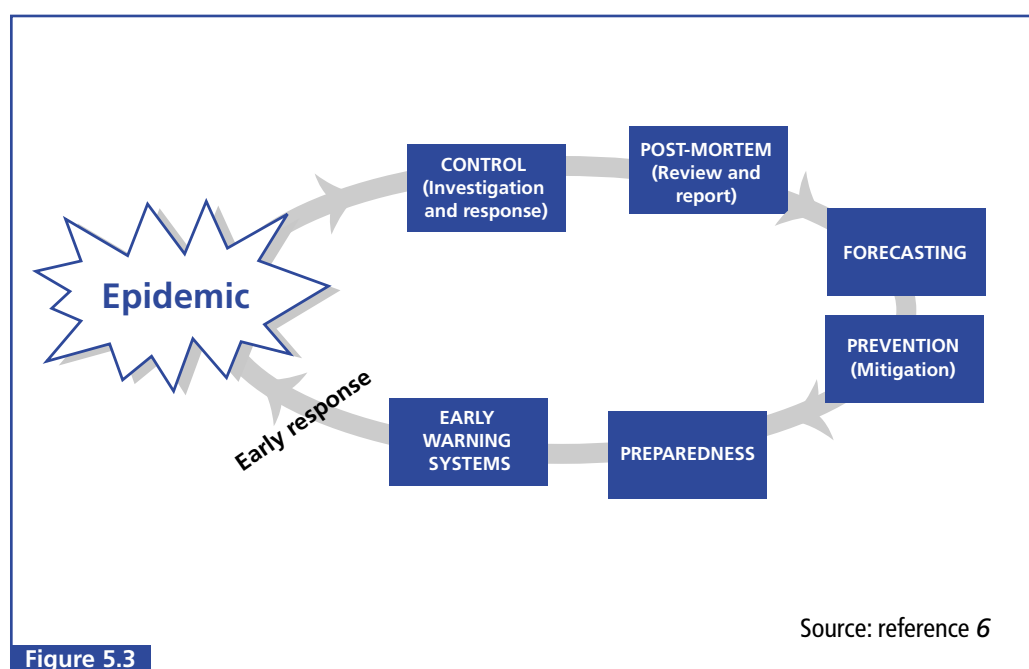 Epidemic
CONTROL
(Investigation
and response)
POST-MORTEM
(Review and
report)
FORECASTING
PREVENTION
(Mitigation)
PREPAREDNESS
EARLY
WARNING
SYSTEMS
Early response
Source: reference 6
Figure 5.3